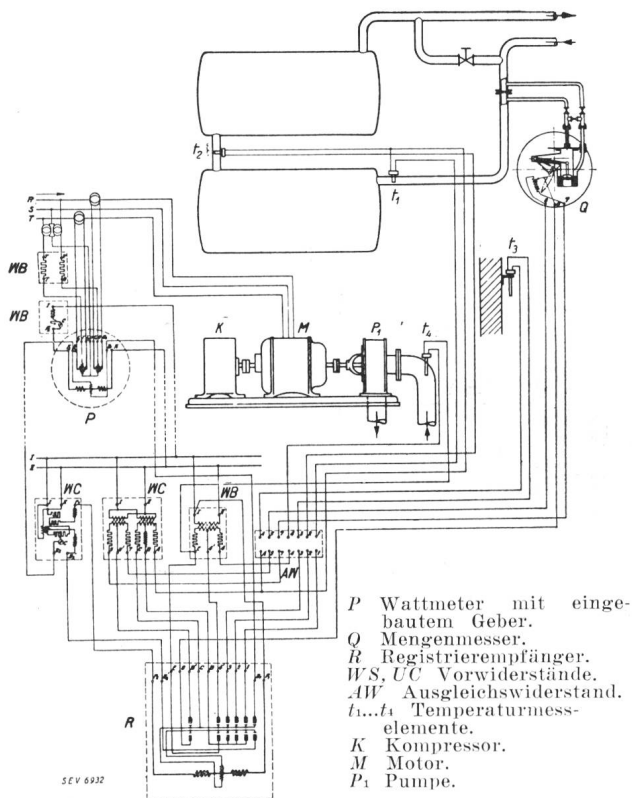 t₂
t₁
Q
R
S
T
t₃
WB
WB
K
M
P₁
t₄
P
WC
WC
WB
AW
R
SEV 6932
P Wattmeter mit einge-
bautem Geber.
Q Mengenmesser.
R Registrierempfänger.
WS, UC Vorwiderstände.
AW Ausgleichswiderstand.
t₁...t₄ Temperaturmess-
elemente.
K Kompressor.
M Motor.
P₁ Pumpe.